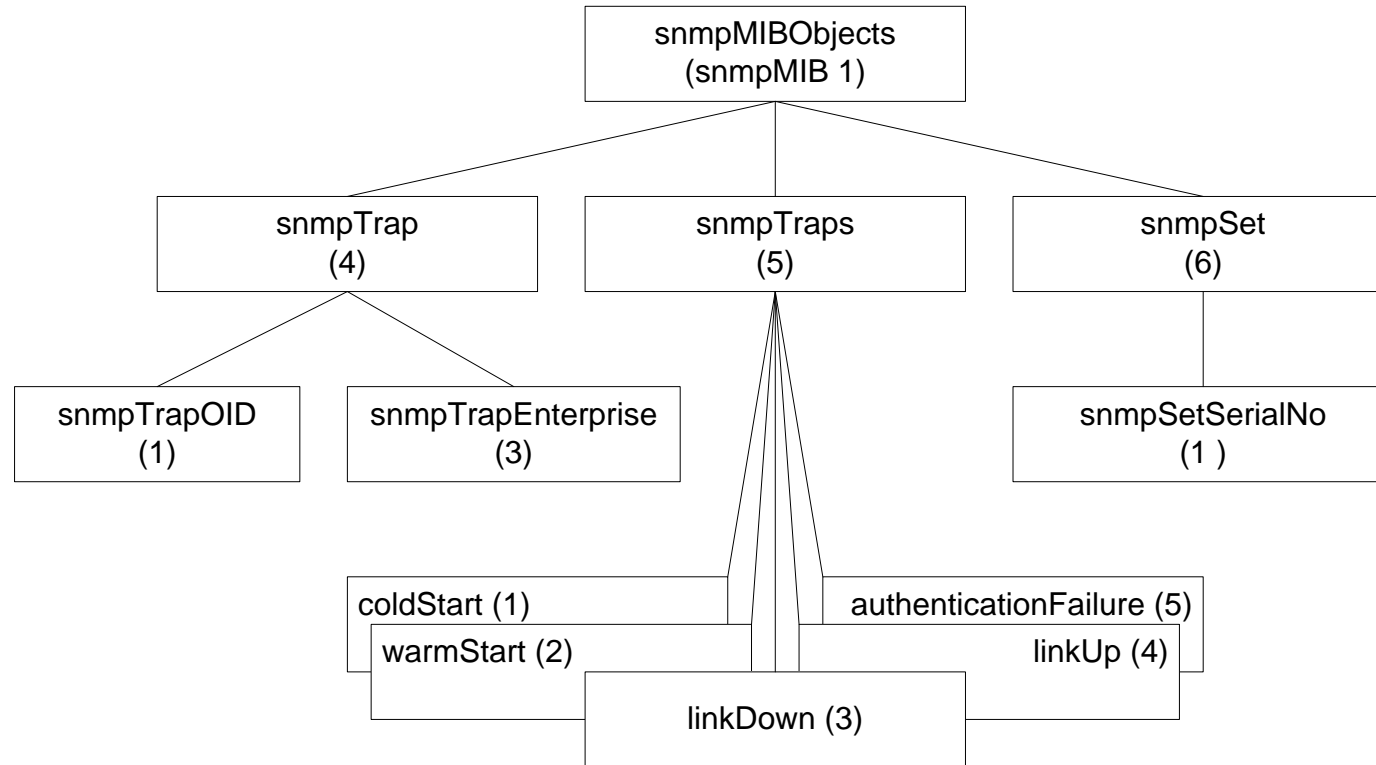 snmpMIBObjects
(snmpMIB 1)
snmpTrap
(4)
snmpTraps
(5)
snmpSet
(6)
snmpTrapOID
(1)
snmpTrapEnterprise
(3)
snmpSetSerialNo
(1 )
coldStart (1)
authenticationFailure (5)
warmStart (2)
linkUp (4)
linkDown (3)